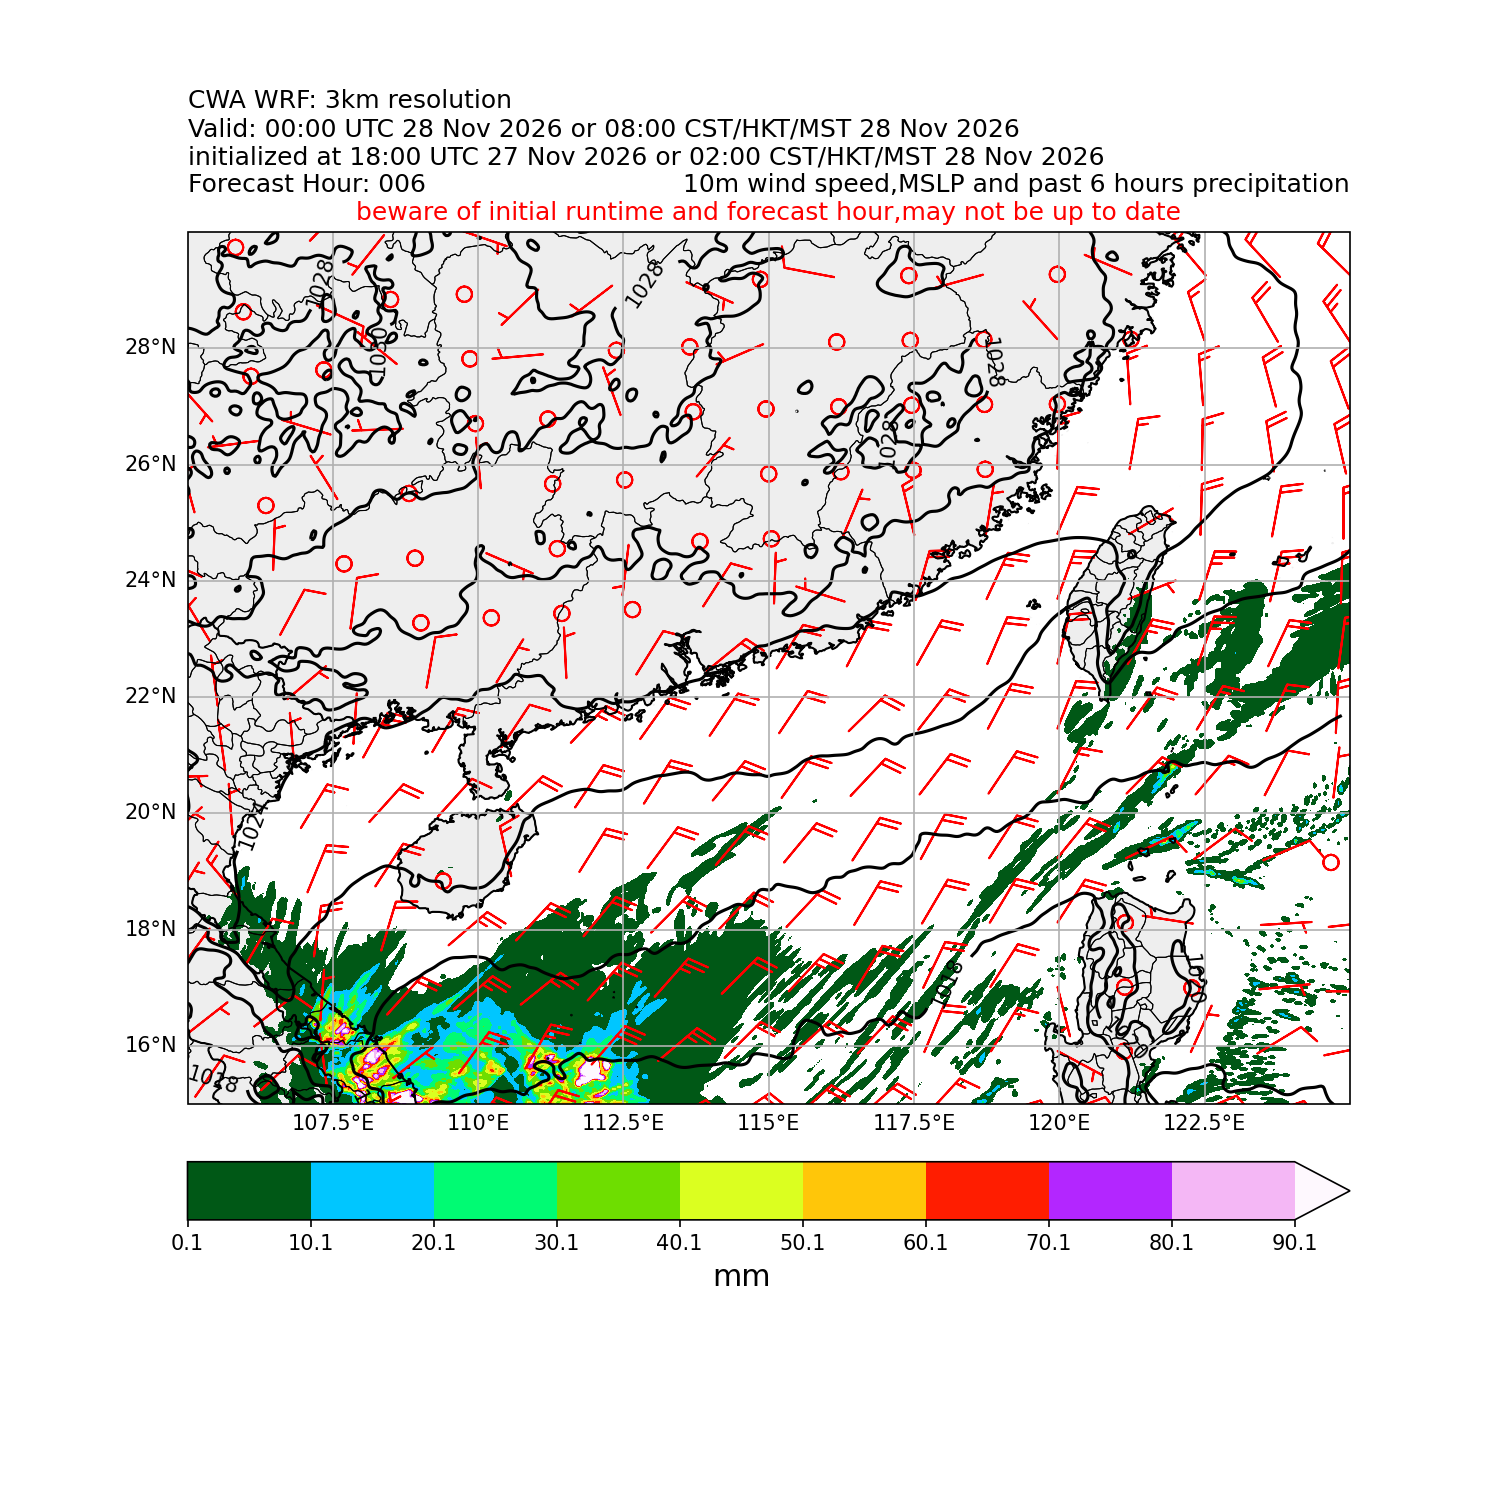 CWA WRF: 3km resolution
Valid: 00:00 UTC 28 Nov 2026 or 08:00 CST/HKT/MST 28 Nov 2026
initialized at 18:00 UTC 27 Nov 2026 or 02:00 CST/HKT/MST 28 Nov 2026
Forecast Hour: 006 10m wind speed,MSLP and past 6 hours precipitation
beware of initial runtime and forecast hour,may not be up to date
1028
1028
1030
1028
28°N
1028
26°N
24°N
22°N
20°N
1024
18°N
1018
1020
16°N
1028
107.5°E 110°E 112.5°E 115°E 117.5°E 120°E 122.5°E
0.1 10.1 20.1 30.1 40.1 50.1 60.1 70.1 80.1 90.1
mm